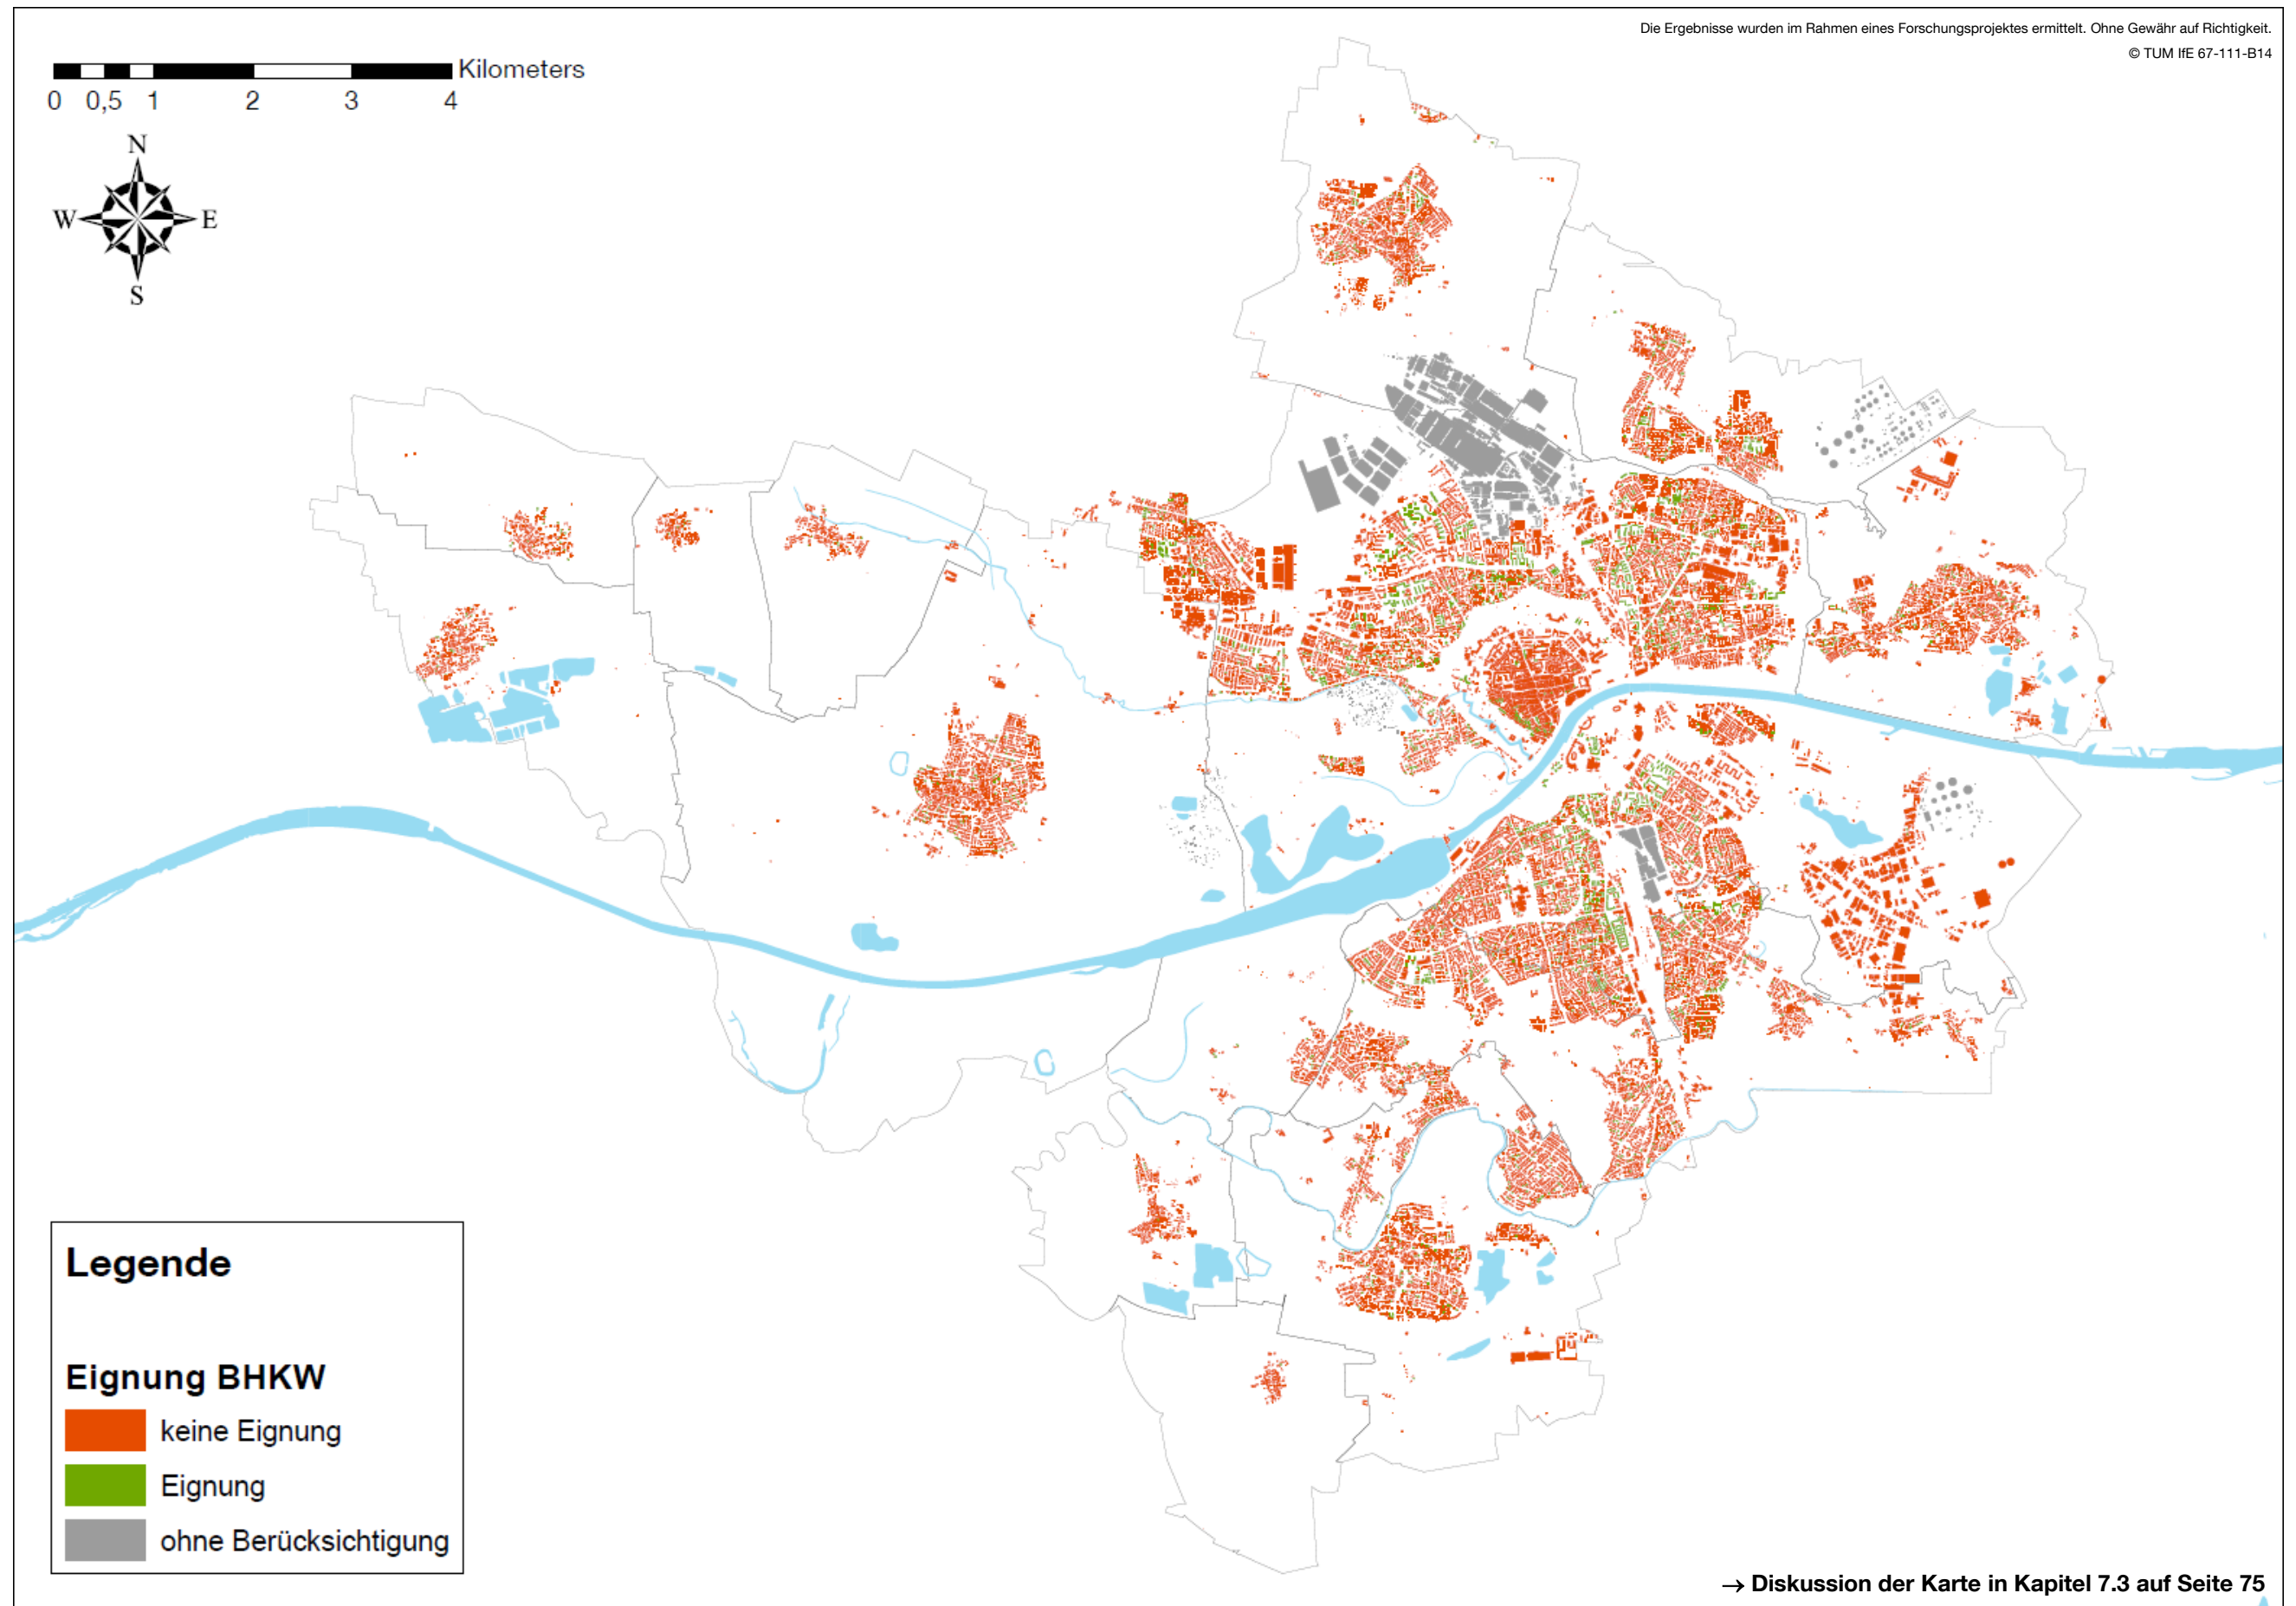 Die Ergebnisse wurden im Rahmen eines Forschungsprojektes ermittelt. Ohne Gewähr auf Richtigkeit.
© TUM IfE 67-111-B14
Kilometers
0 0,5 1 2 3 4
N
W E
S
Legende
Eignung BHKW
keine Eignung
Eignung
ohne Berücksichtigung
→ Diskussion der Karte in Kapitel 7.3 auf Seite 75